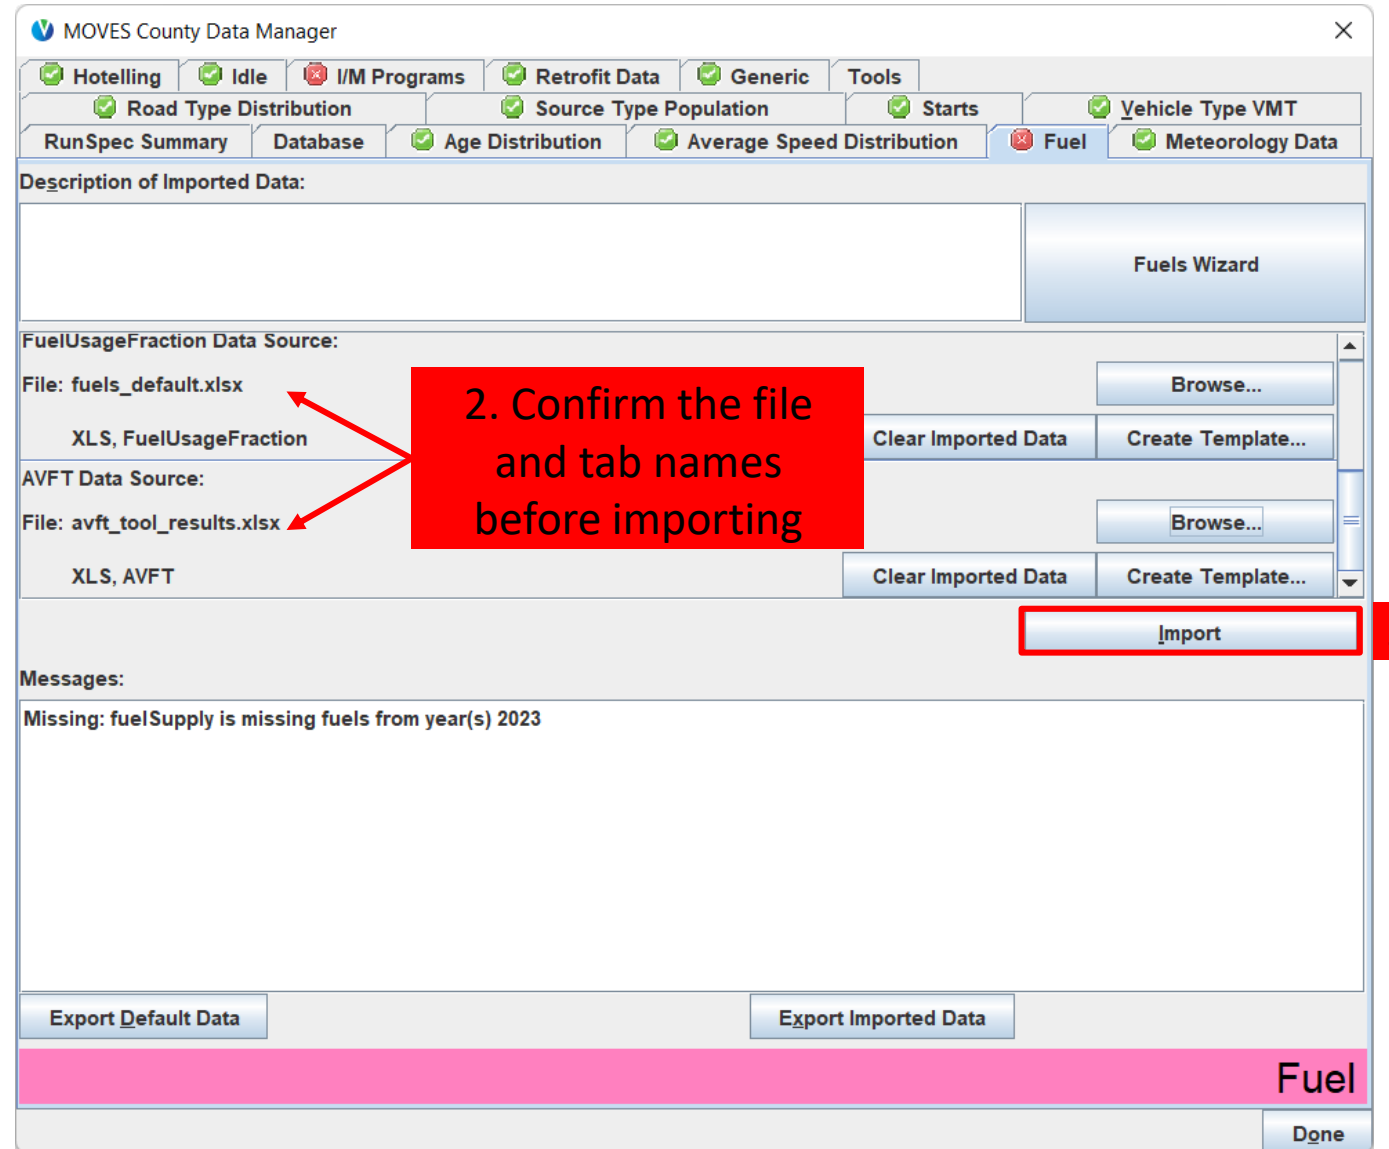 MOVES County Data Manager
Hotelling Idle I/M Programs Retrofit Data Generic Tools
Road Type Distribution Source Type Population Starts Vehicle Type VMT
RunSpec Summary Database Age Distribution Average Speed Distribution Fuel Meteorology Data
Description of Imported Data:
Fuels Wizard
FuelUsageFraction Data Source:
File: fuels_default.xlsx
Browse...
XLS, FuelUsageFraction
Clear Imported Data Create Template...
2. Confirm the file
and tab names
before importing
AVFT Data Source:
File: avft_tool_results.xlsx
Browse...
XLS, AVFT
Clear Imported Data Create Template...
Import
Messages:
Missing: fuelSupply is missing fuels from year(s) 2023
Export Default Data Export Imported Data
Fuel
Done